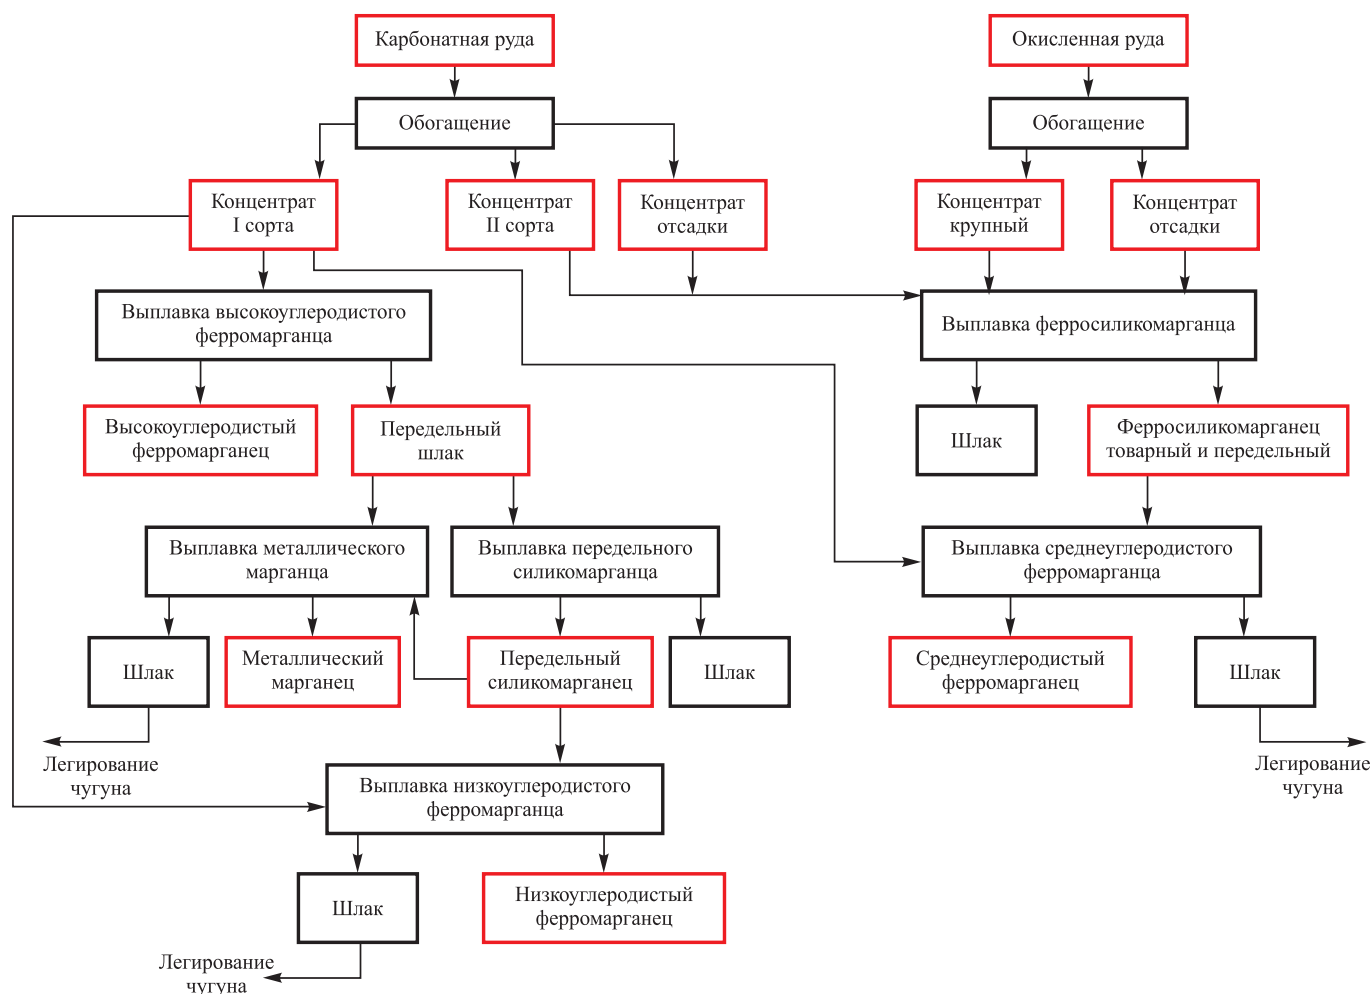 Карбонатная руда
Окисленная руда
Обогащение
Обогащение
Концентрат
I сорта
Концентрат
II сорта
Концентрат
отсадки
Концентрат
крупный
Концентрат
отсадки
Выплавка высокоуглеродистого
ферромарганца
Выплавка ферросиликомарганца
Высокоуглеродистый
ферромарганец
Передельный
шлак
Шлак
Ферросиликомарганец
товарный и передельный
Выплавка металлического
марганца
Выплавка передельного
силикомарганца
Выплавка среднеуглеродистого
ферромарганца
Шлак
Металлический
марганец
Передельный
силикомарганец
Шлак
Среднеуглеродистый
ферромарганец
Шлак
Легирование
чугуна
Легирование
чугуна
Выплавка низкоуглеродистого
ферромарганца
Шлак
Низкоуглеродистый
ферромарганец
Легирование
чугуна